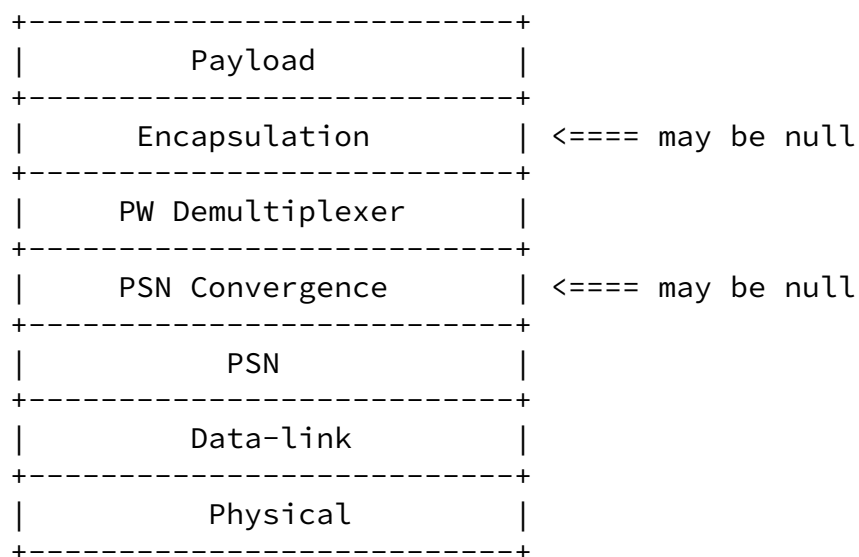 +---------------------------+
|          Payload          |
+---------------------------+
|       Encapsulation       | <==== may be null
+---------------------------+
|      PW Demultiplexer     |
+---------------------------+
|      PSN Convergence      | <==== may be null
+---------------------------+
|            PSN            |
+---------------------------+
|          Data-link        |
+---------------------------+
|           Physical        |
+---------------------------+